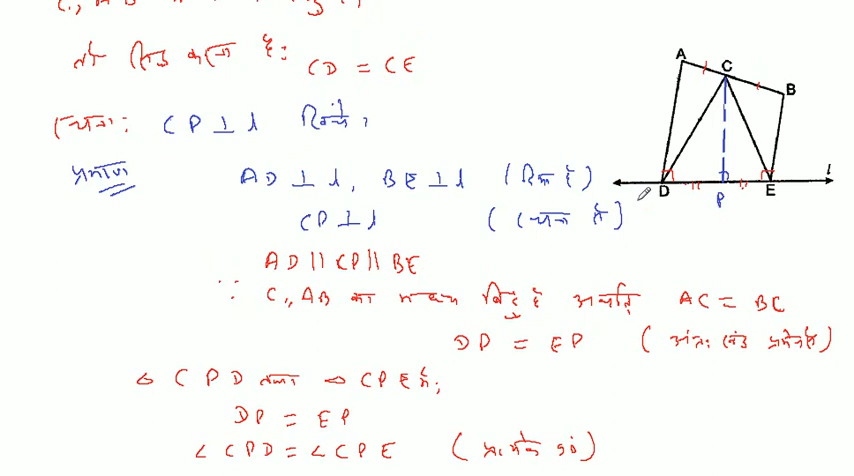 C, AB
तो सिद्ध करना है: CD = CE
रचना: CP ⊥ l खींचा।
प्रमाण
AD ⊥ l, BE ⊥ l (दिया है)
CP ⊥ l (रचना से)
AD || CP || BE
∵ C, AB का मध्य बिंदु है अर्थात् AC = BC
DP = EP (अंतः खंड प्रमेय से)
△ CPD तथा △ CPE में,
DP = EP
∠CPD = ∠CPE (प्रत्येक 90)
A
C
B
D
P
E
l